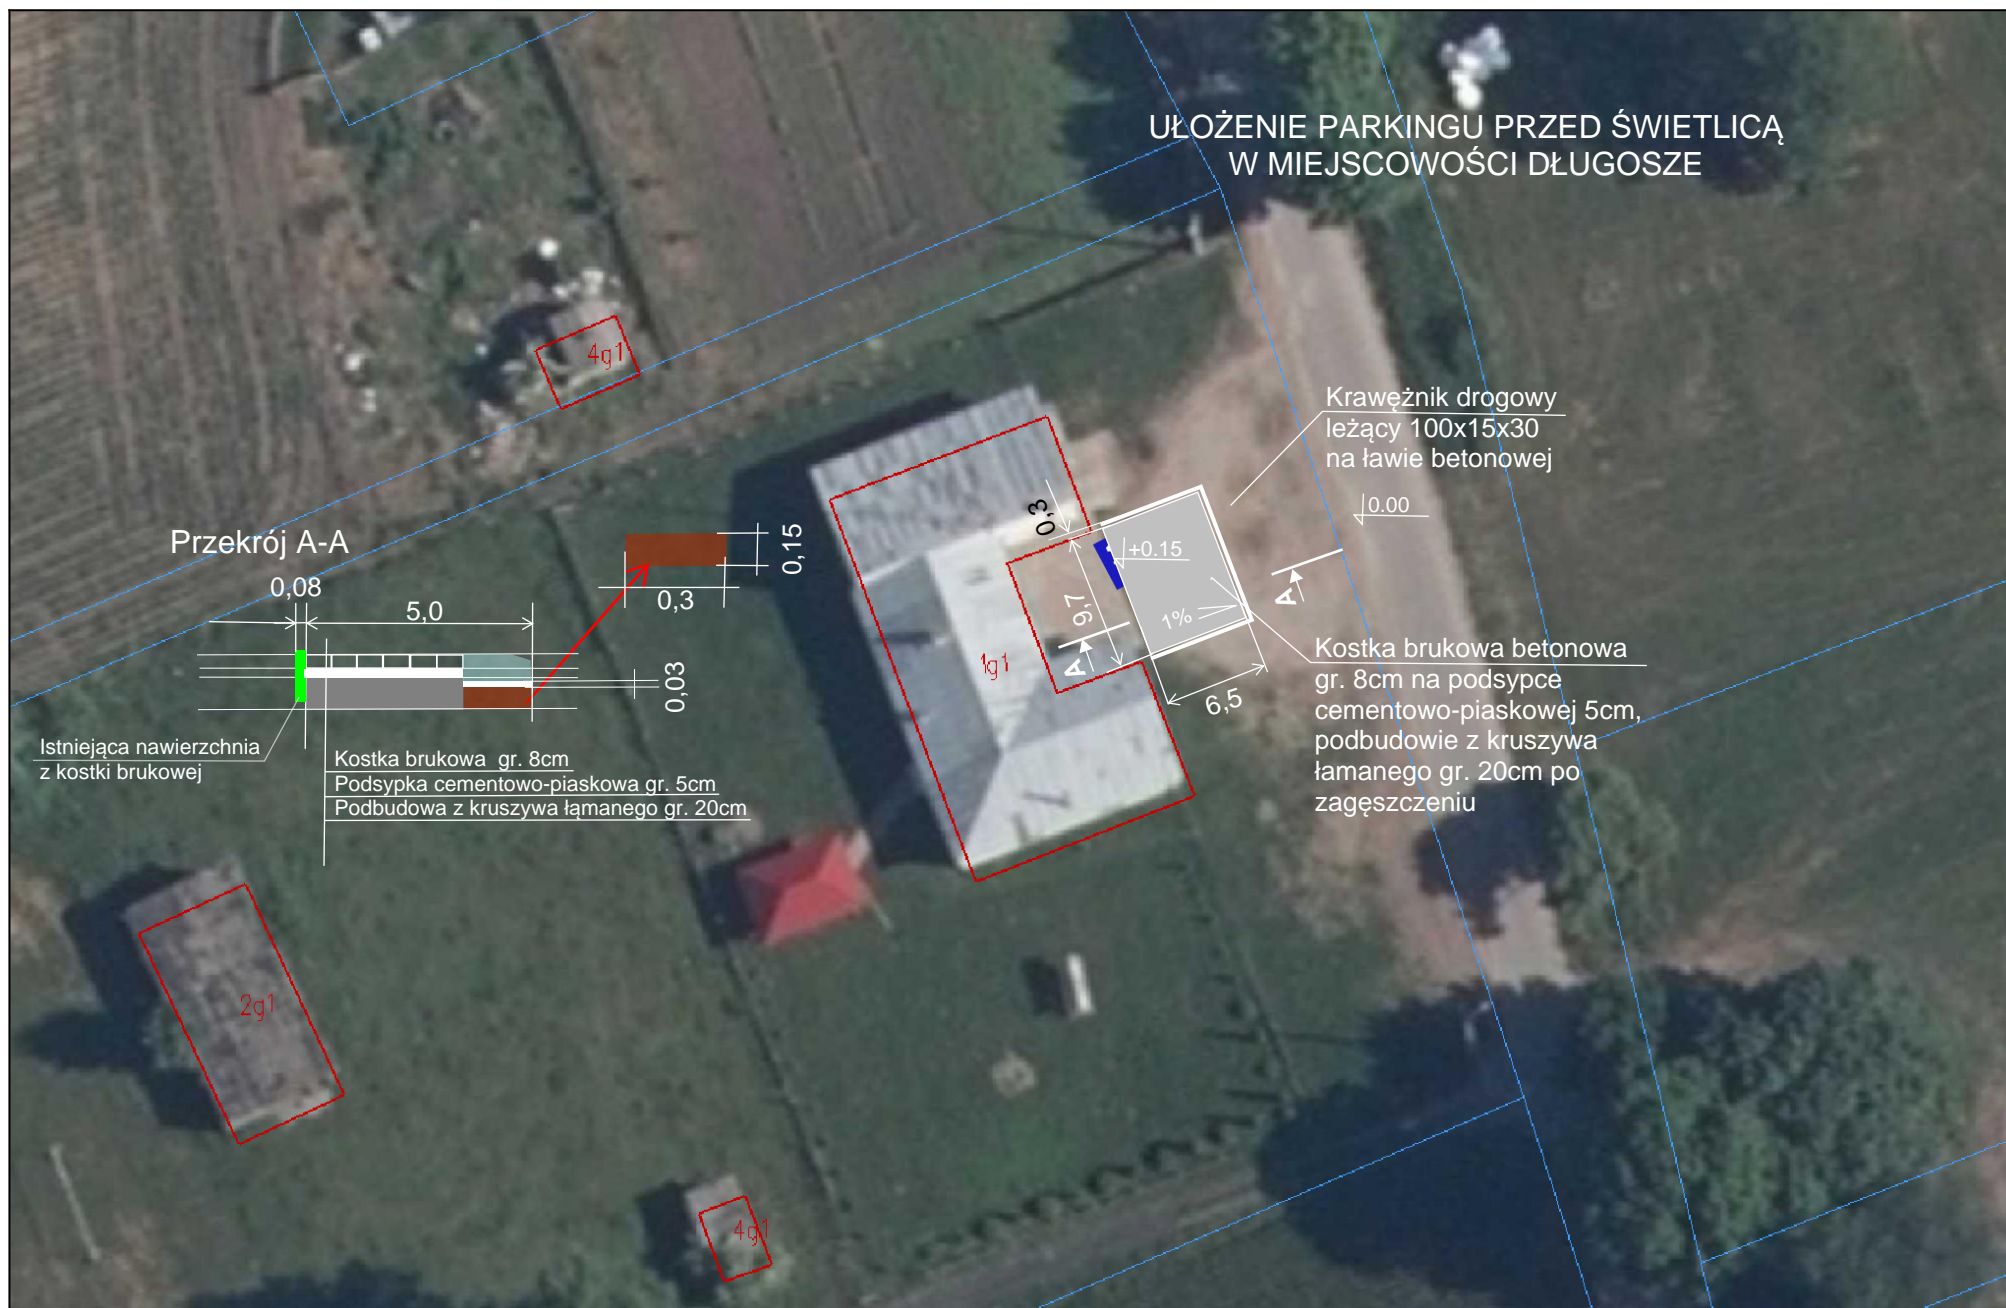 UŁOŻENIE PARKINGU PRZED ŚWIETLICĄ
W MIEJSCOWOŚCI DŁUGOSZE
4g1
Krawężnik drogowy
leżący 100x15x30
na ławie betonowej
0.00
0,3
+0.15
9,7
1%
A
A
6,5
1g1
Kostka brukowa betonowa
gr. 8cm na podsypce
cementowo-piaskowej 5cm,
podbudowie z kruszywa
łamanego gr. 20cm po
zagęszczeniu
Przekrój A-A
0,08
5,0
0,15
0,3
0,03
Istniejąca nawierzchnia
z kostki brukowej
Kostka brukowa gr. 8cm
Podsypka cementowo-piaskowa gr. 5cm
Podbudowa z kruszywa łąmanego gr. 20cm
2g1
4g1